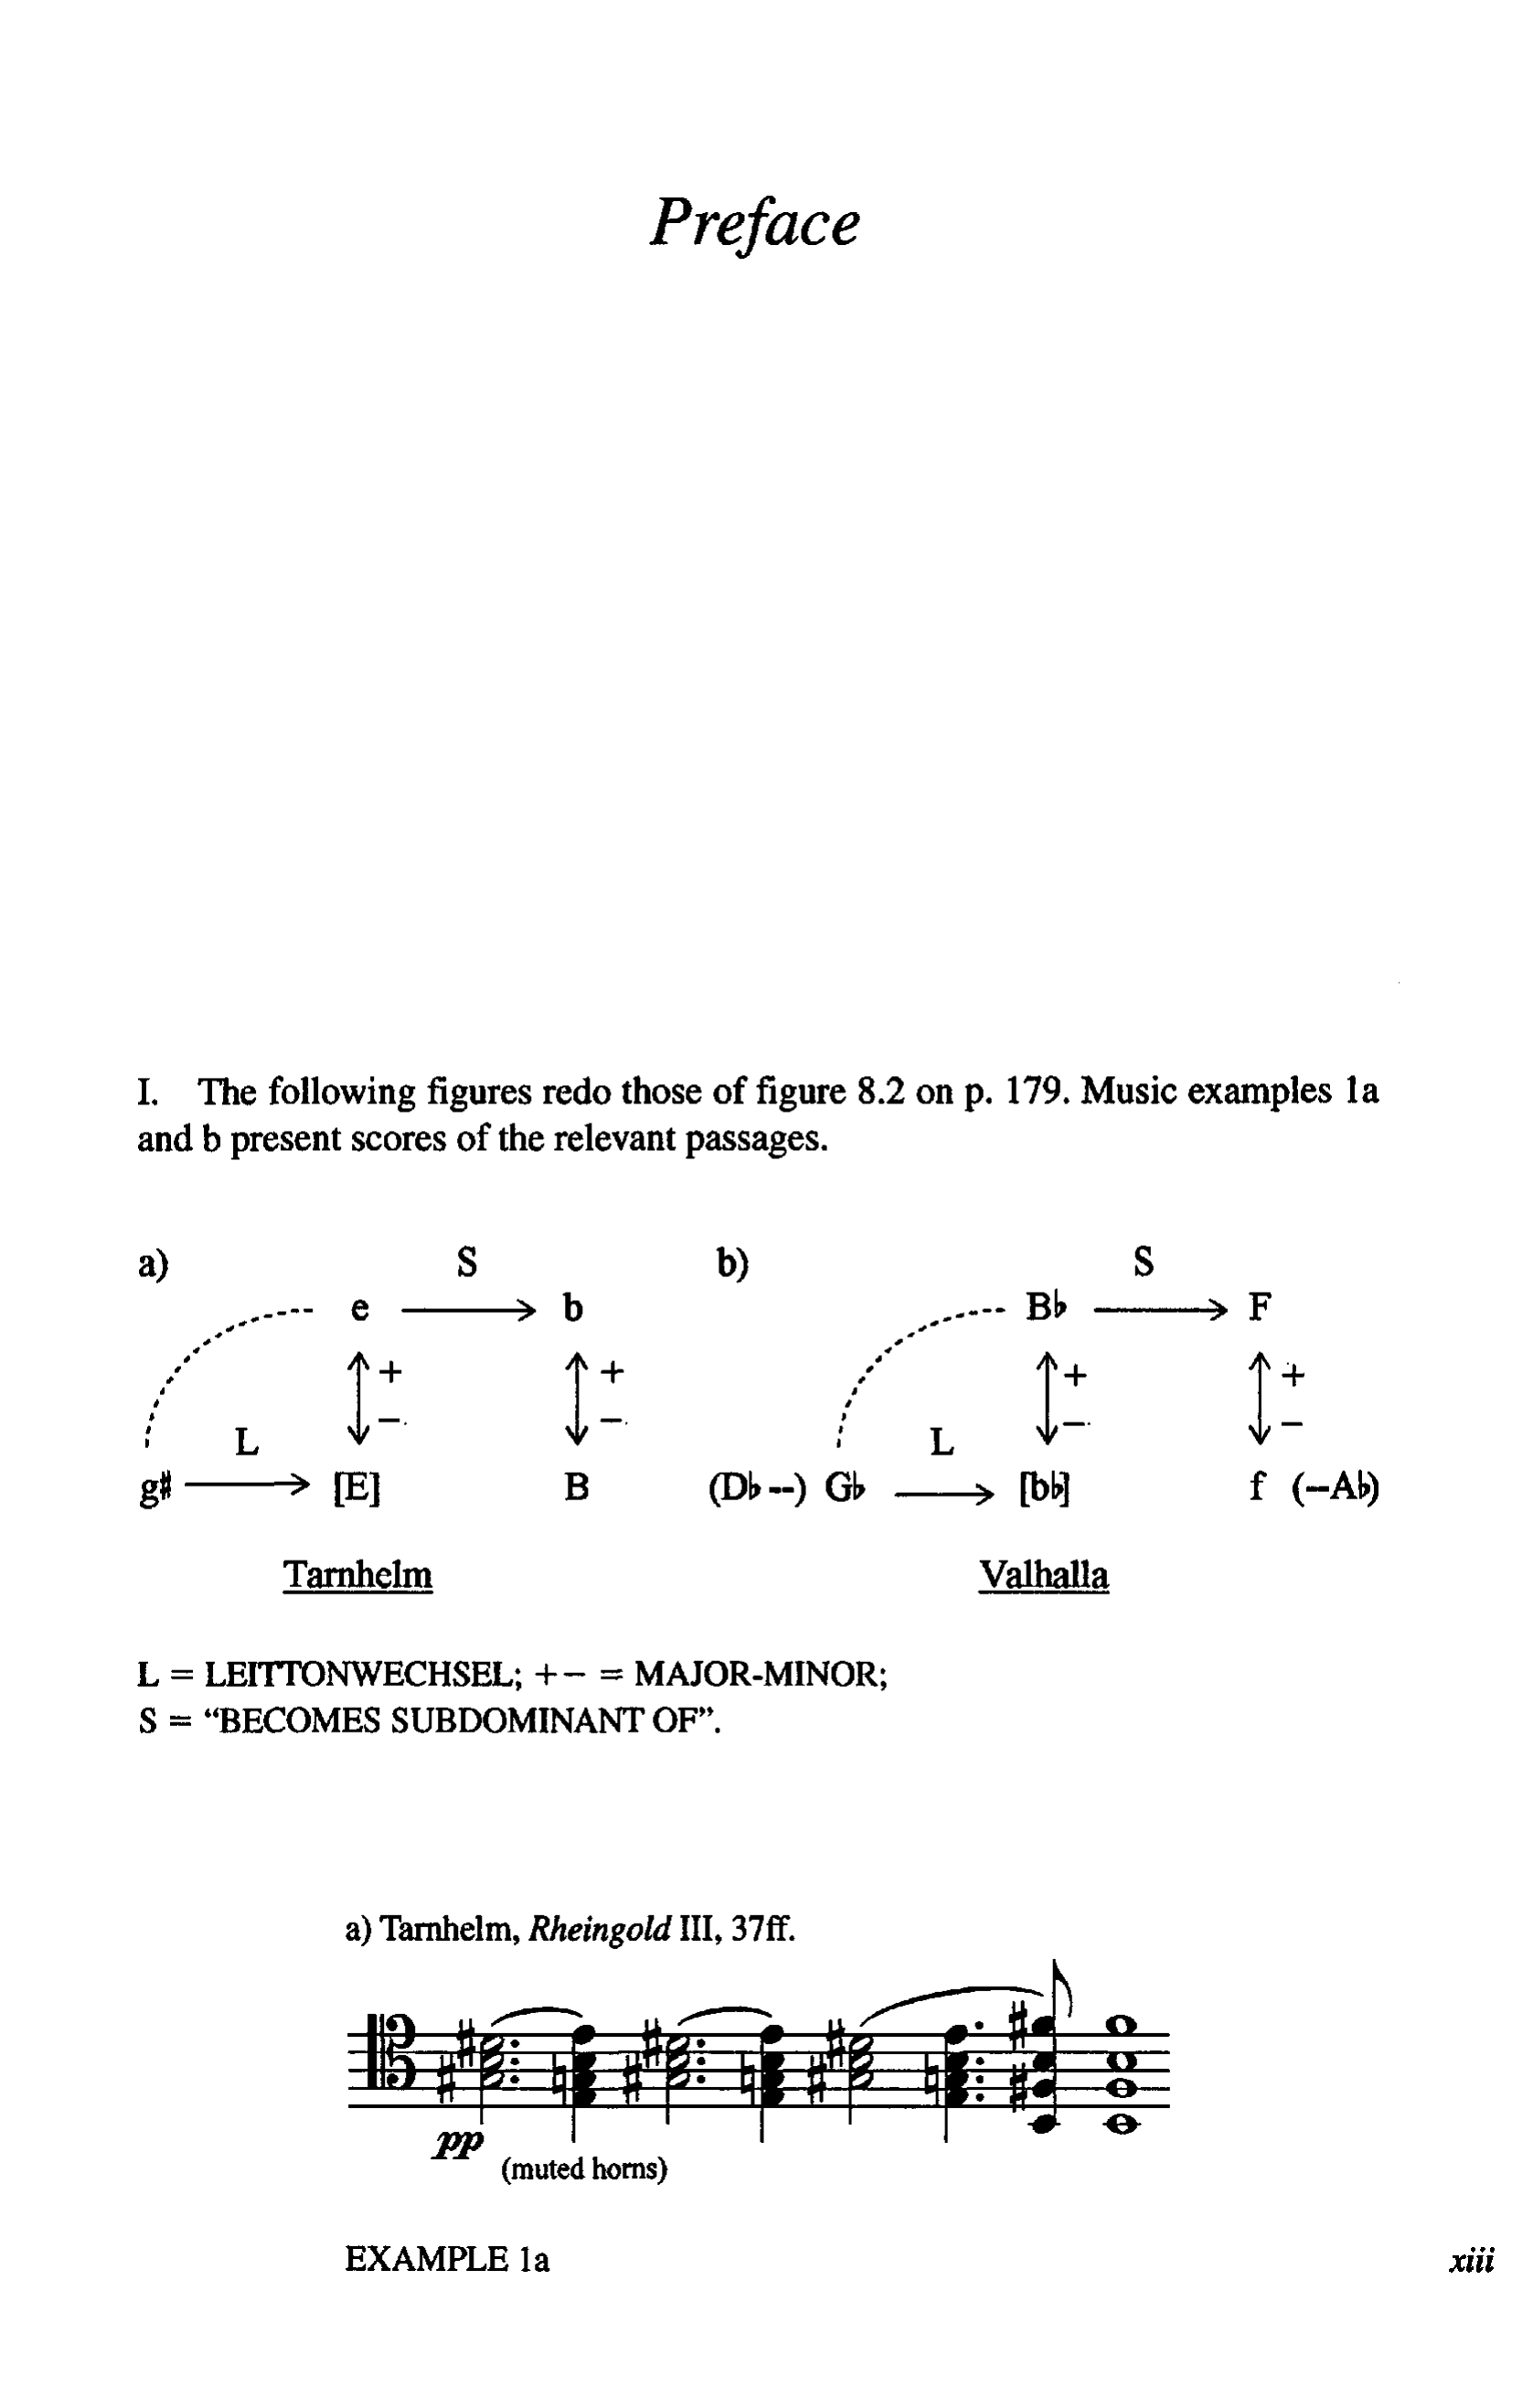 Preface
I. The following figures redo those of figure 8.2 on p. 179. Music examples 1a
and b present scores of the relevant passages.
a) S b) S
e b B♭ F
+ + + +
− − − −
L L
g♯ [E] B (D♭ --) G♭ [b♭] f (--A♭)
Tarnhelm Valhalla
L = LEITTONWECHSEL; +− = MAJOR-MINOR;
S = “BECOMES SUBDOMINANT OF”.
a) Tarnhelm, Rheingold III, 37ff.
pp
(muted horns)
EXAMPLE 1a
xiii